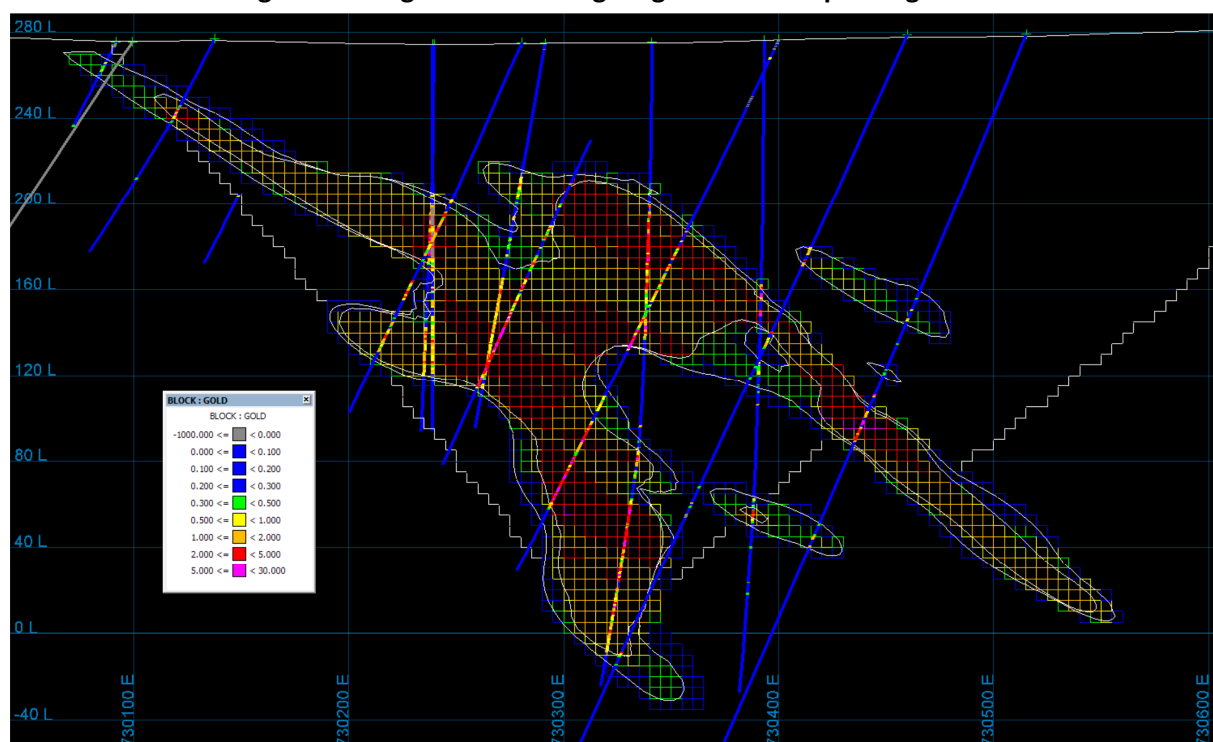 280 L
240 L
200 L
160 L
120 L
80 L
40 L
0 L
-40 L
BLOCK : GOLD
BLOCK : GOLD
-1000.000 <= < 0.000
0.000 <= < 0.100
0.100 <= < 0.200
0.200 <= < 0.300
0.300 <= < 0.500
0.500 <= < 1.000
1.000 <= < 2.000
2.000 <= < 5.000
5.000 <= < 30.000
730100 E
730200 E
730300 E
730400 E
730500 E
730600 E